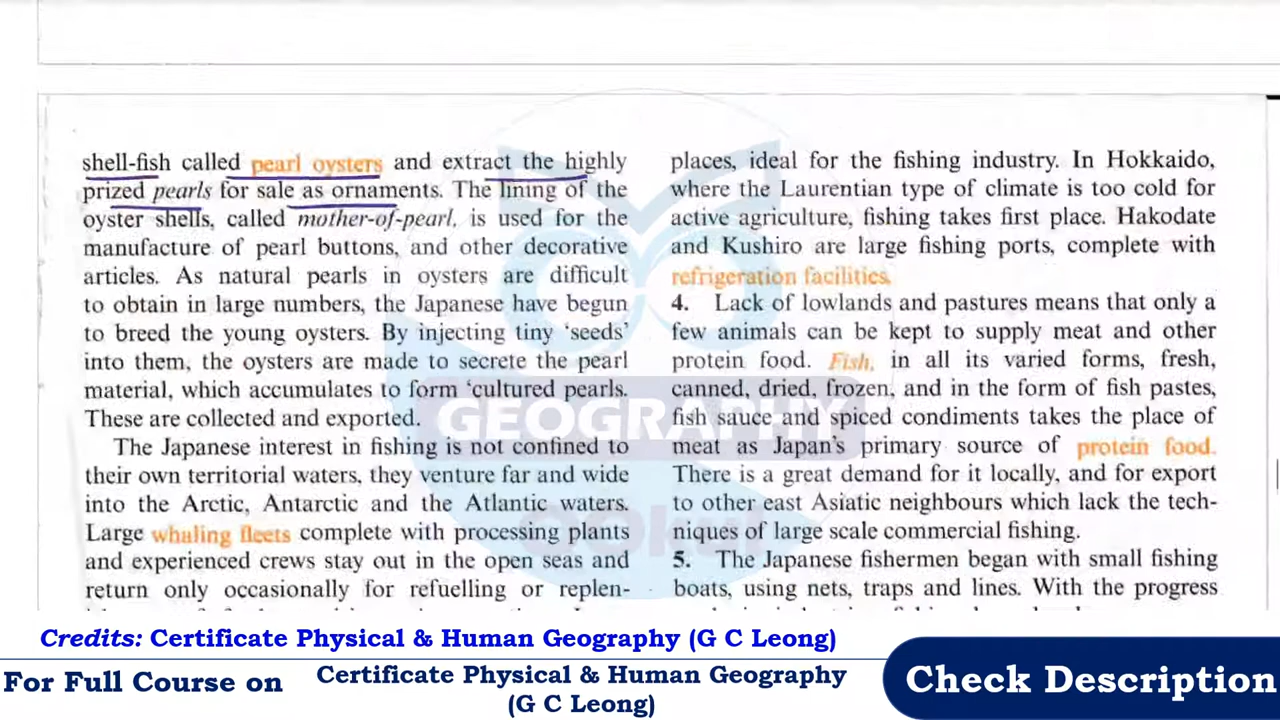 shell-fish called pearl oysters and extract the highly
prized pearls for sale as ornaments. The lining of the
oyster shells, called mother-of-pearl, is used for the
manufacture of pearl buttons, and other decorative
articles. As natural pearls in oysters are difficult
to obtain in large numbers, the Japanese have begun
to breed the young oysters. By injecting tiny ‘seeds’
into them, the oysters are made to secrete the pearl
material, which accumulates to form ‘cultured pearls.
These are collected and exported.
The Japanese interest in fishing is not confined to
their own territorial waters, they venture far and wide
into the Arctic, Antarctic and the Atlantic waters.
Large whaling fleets complete with processing plants
and experienced crews stay out in the open seas and
return only occasionally for refuelling or replen-
places, ideal for the fishing industry. In Hokkaido,
where the Laurentian type of climate is too cold for
active agriculture, fishing takes first place. Hakodate
and Kushiro are large fishing ports, complete with
refrigeration facilities.
4. Lack of lowlands and pastures means that only a
few animals can be kept to supply meat and other
protein food. Fish, in all its varied forms, fresh,
canned, dried, frozen, and in the form of fish pastes,
fish sauce and spiced condiments takes the place of
meat as Japan’s primary source of protein food.
There is a great demand for it locally, and for export
to other east Asiatic neighbours which lack the tech-
niques of large scale commercial fishing.
5. The Japanese fishermen began with small fishing
boats, using nets, traps and lines. With the progress
GEOGRAPHY
Credits: Certificate Physical & Human Geography (G C Leong)
For Full Course on
Certificate Physical & Human Geography
(G C Leong)
Check Description